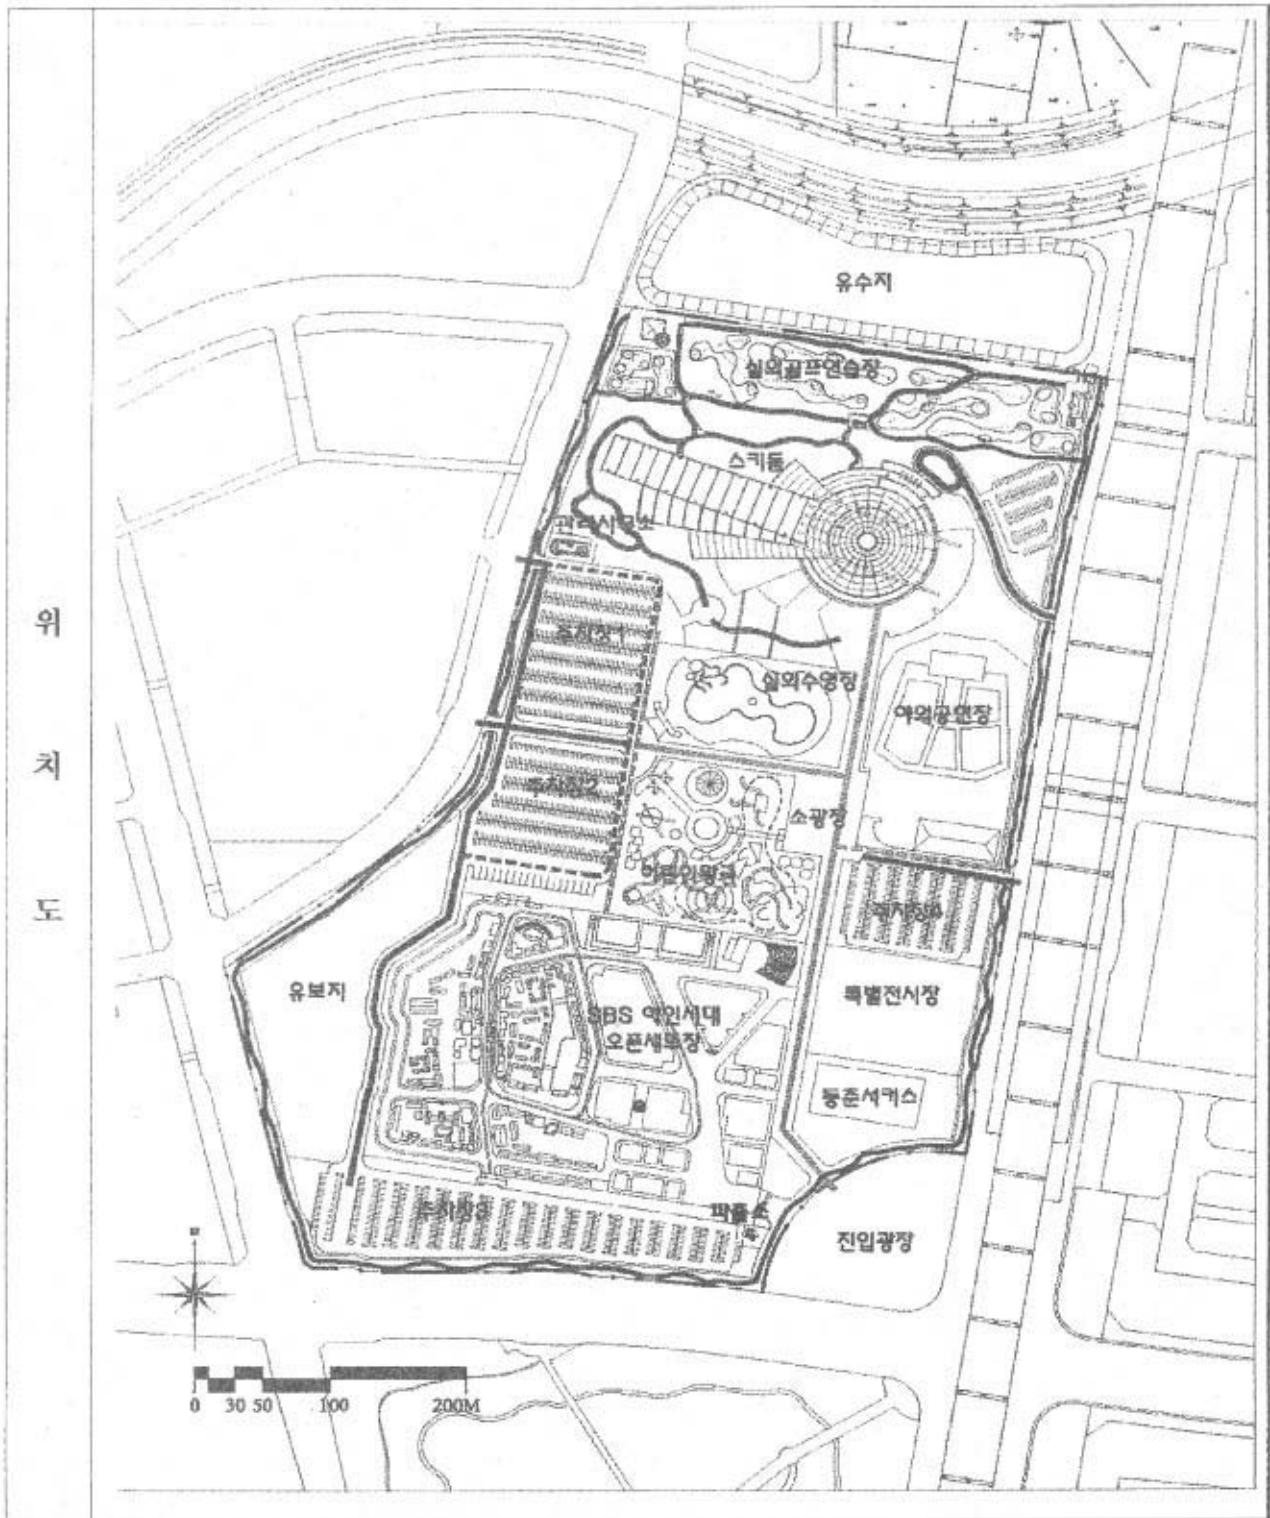 위
치
도
유수지
실외골프연습장
스키돔
관리사무소
주차장1
실외수영장
야외공연장
주차장2
소광장
어린이왕국
주차장4
유보지
특별전시장
SBS 야인시대
오픈세트장
동춘서커스
주차장3
파출소
진입광장
0 30 50 100 200M